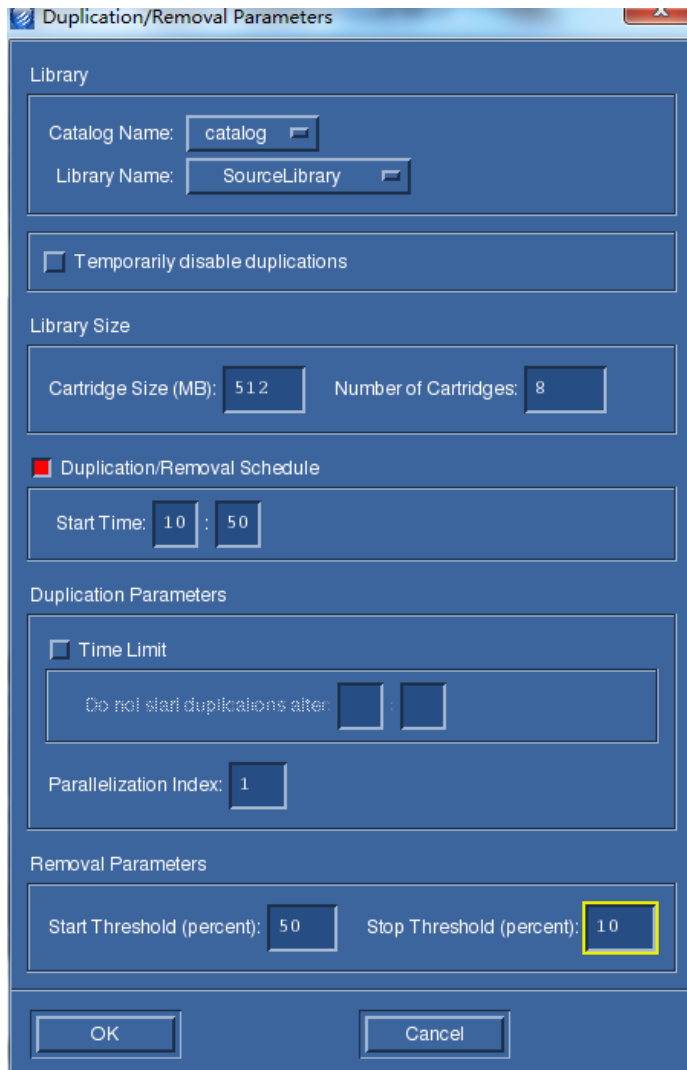 Duplication/Removal Parameters
Library
Catalog Name: catalog
Library Name: SourceLibrary
Temporarily disable duplications
Library Size
Cartridge Size (MB): 512 Number of Cartridges: 8
Duplication/Removal Schedule
Start Time: 10 : 50
Duplication Parameters
Time Limit
Do not start duplications after: :
Parallelization Index: 1
Removal Parameters
Start Threshold (percent): 50 Stop Threshold (percent): 10
OK Cancel